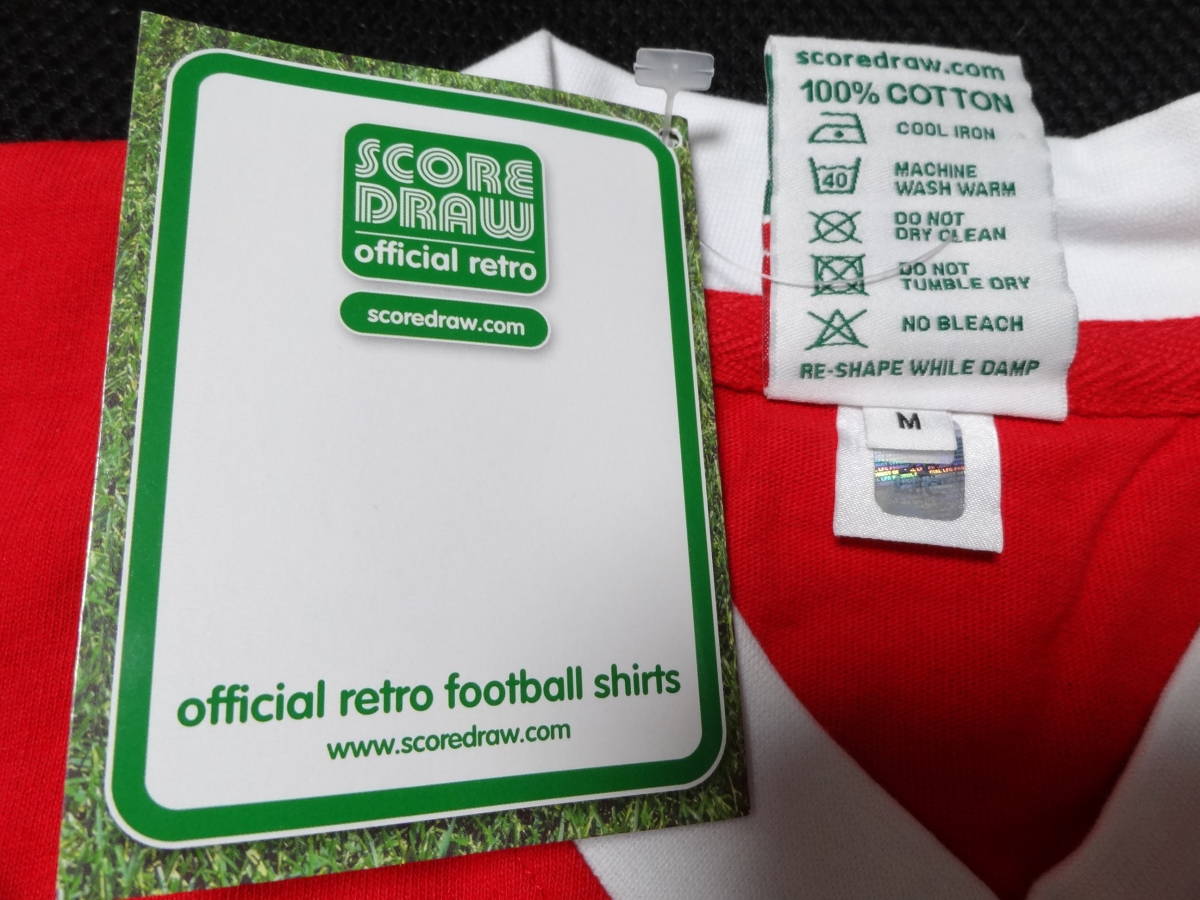 SCORE
DRAW
official retro
scoredraw.com
official retro football shirts
www.scoredraw.com
scoredraw.com
100% COTTON
COOL IRON
40
MACHINE
WASH WARM
DO NOT
DRY CLEAN
DO NOT
TUMBLE DRY
NO BLEACH
RE-SHAPE WHILE DAMP
M